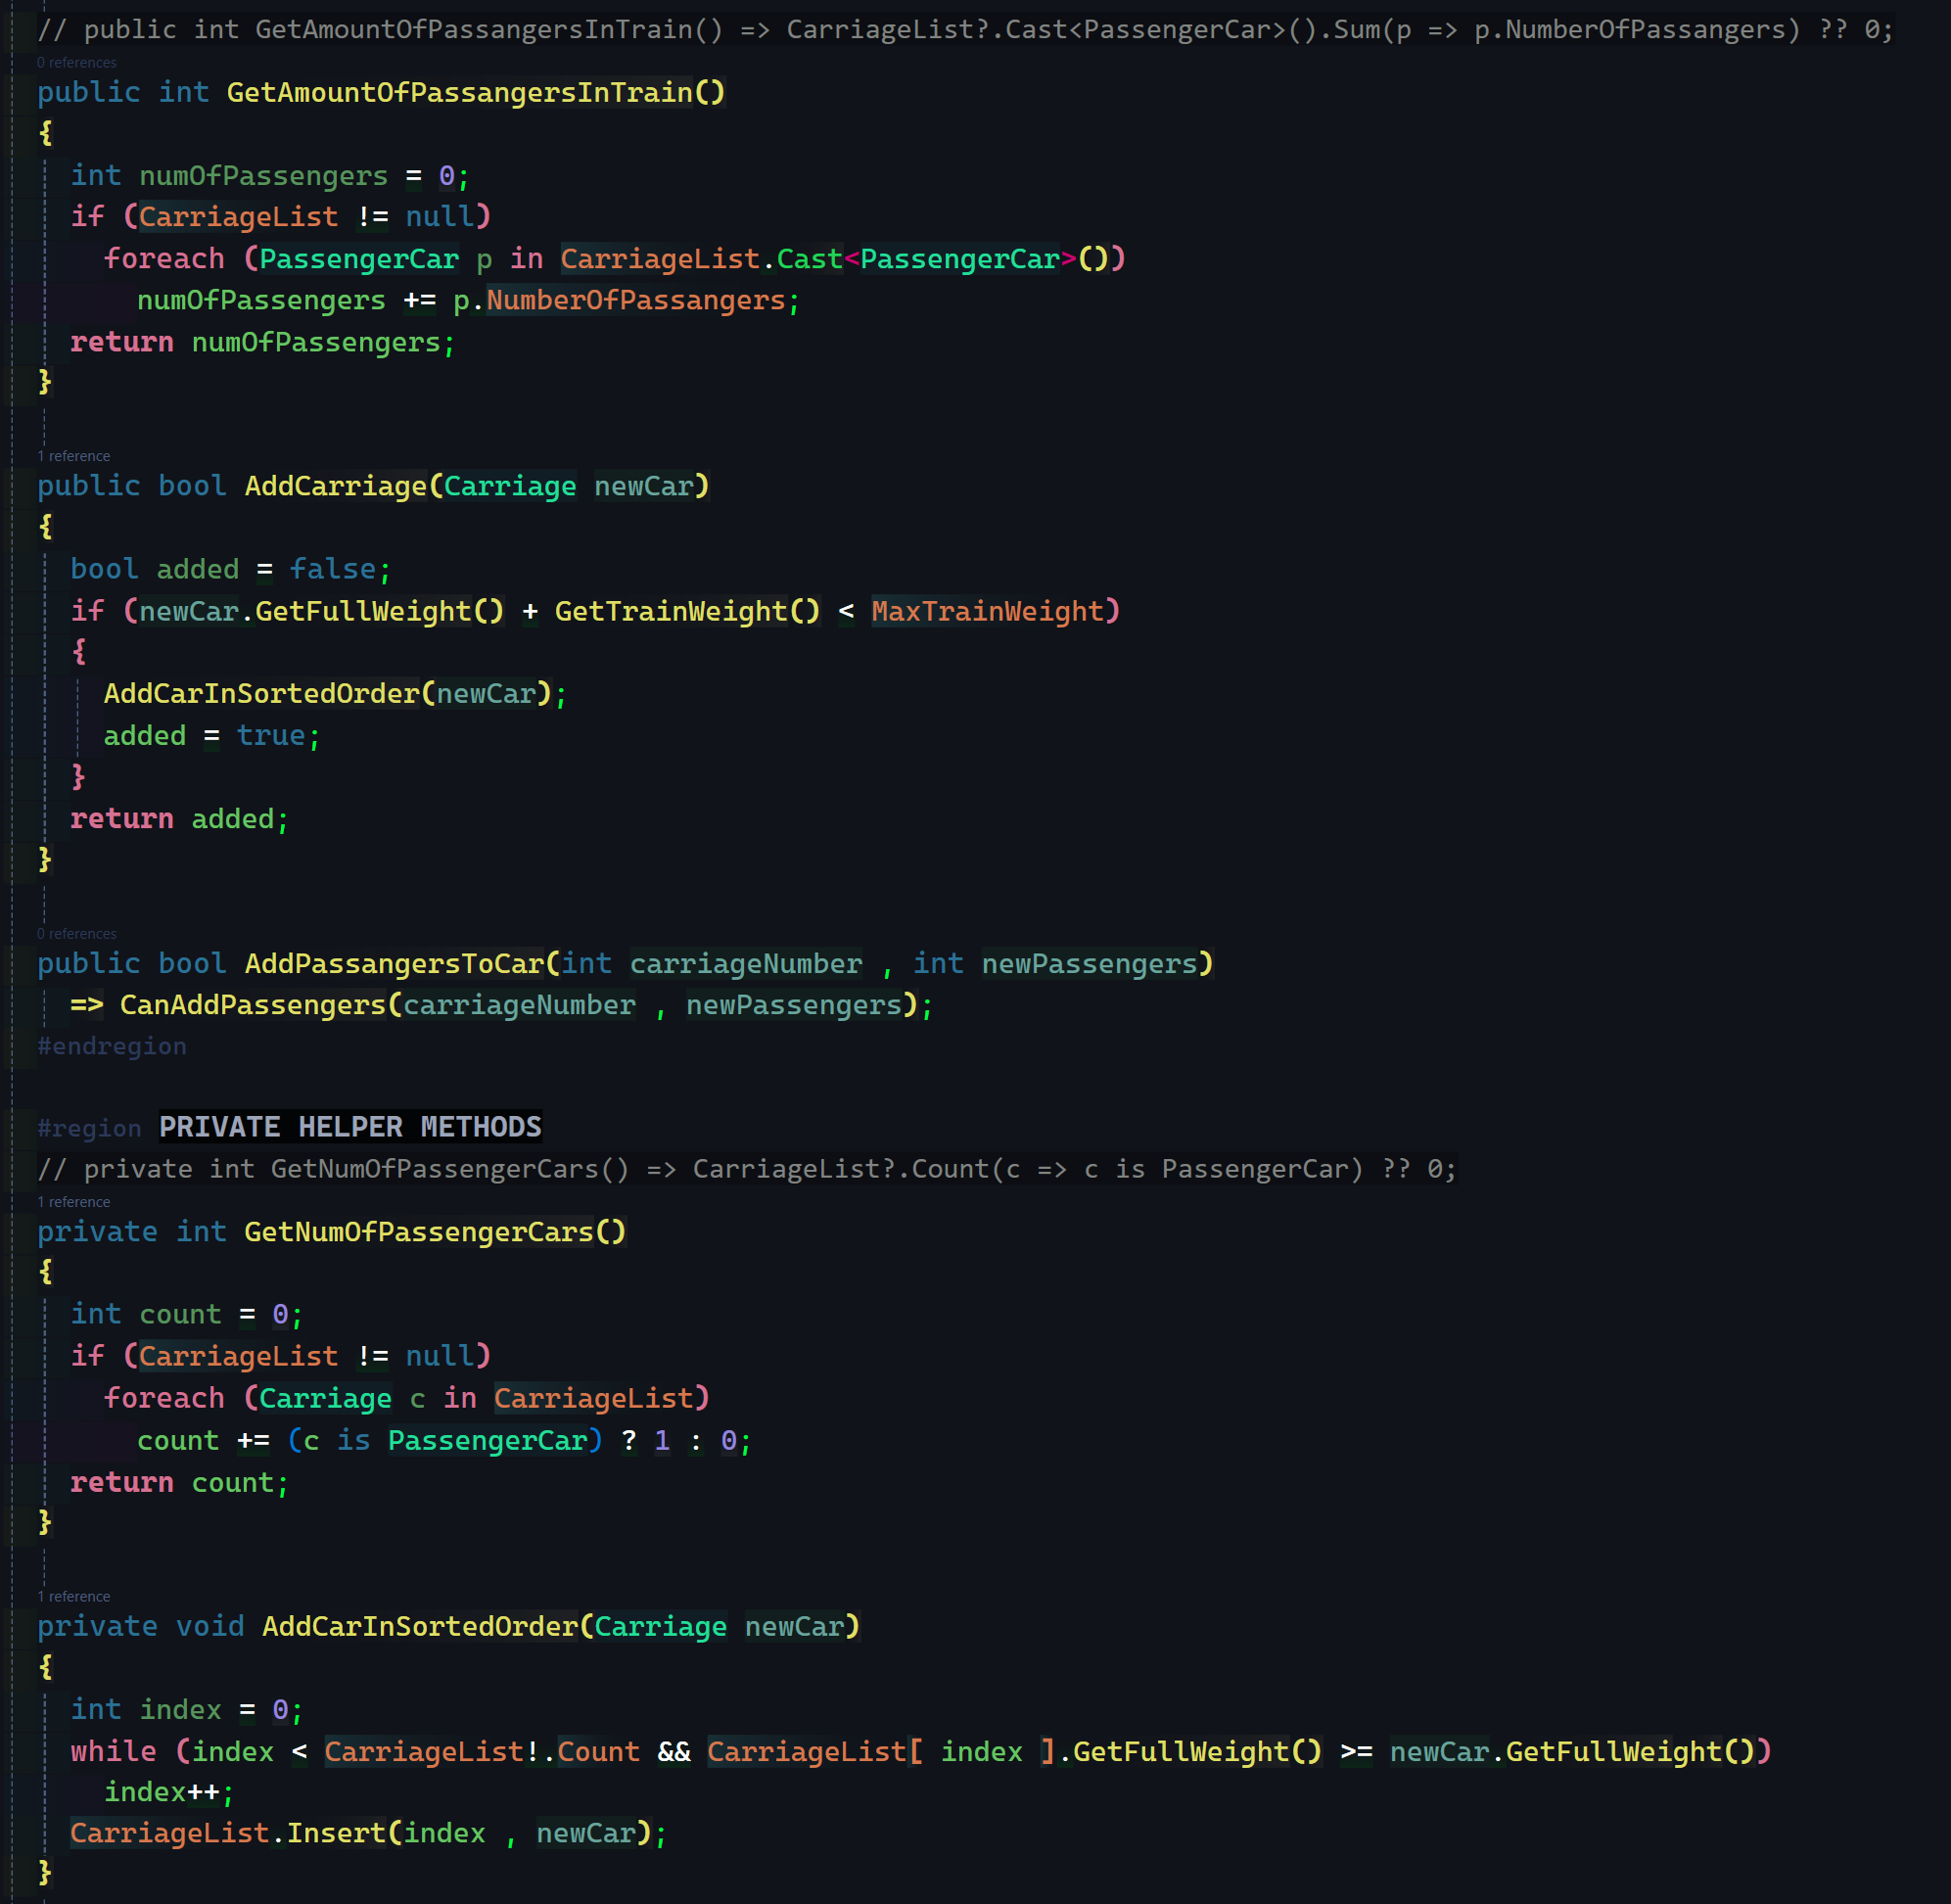 // public int GetAmountOfPassangersInTrain() => CarriageList?.Cast<PassengerCar>().Sum(p => p.NumberOfPassangers) ?? 0;
0 references
public int GetAmountOfPassangersInTrain()
{
int numOfPassengers = 0;
if (CarriageList != null)
foreach (PassengerCar p in CarriageList.Cast<PassengerCar>())
numOfPassengers += p.NumberOfPassangers;
return numOfPassengers;
}
1 reference
public bool AddCarriage(Carriage newCar)
{
bool added = false;
if (newCar.GetFullWeight() + GetTrainWeight() < MaxTrainWeight)
{
AddCarInSortedOrder(newCar);
added = true;
}
return added;
}
0 references
public bool AddPassangersToCar(int carriageNumber , int newPassengers)
=> CanAddPassengers(carriageNumber , newPassengers);
#endregion
#region PRIVATE HELPER METHODS
// private int GetNumOfPassengerCars() => CarriageList?.Count(c => c is PassengerCar) ?? 0;
1 reference
private int GetNumOfPassengerCars()
{
int count = 0;
if (CarriageList != null)
foreach (Carriage c in CarriageList)
count += (c is PassengerCar) ? 1 : 0;
return count;
}
1 reference
private void AddCarInSortedOrder(Carriage newCar)
{
int index = 0;
while (index < CarriageList!.Count && CarriageList[ index ].GetFullWeight() >= newCar.GetFullWeight())
index++;
CarriageList.Insert(index , newCar);
}